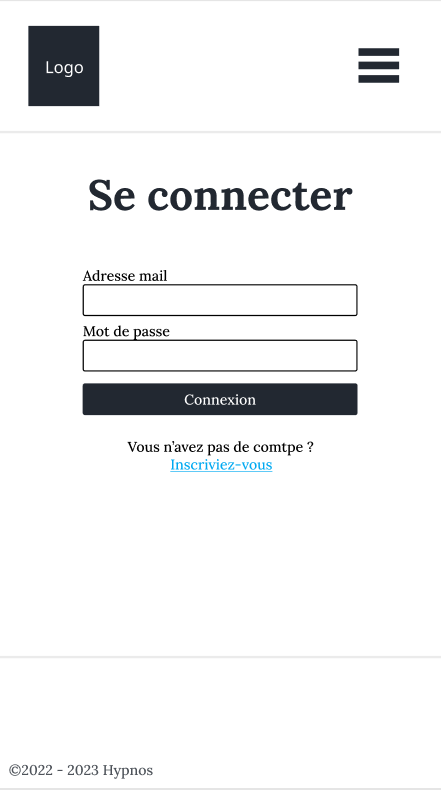 Logo
Se connecter
Adresse mail
Mot de passe
Connexion
Vous n’avez pas de comtpe ?
Inscriviez-vous
©2022 - 2023 Hypnos